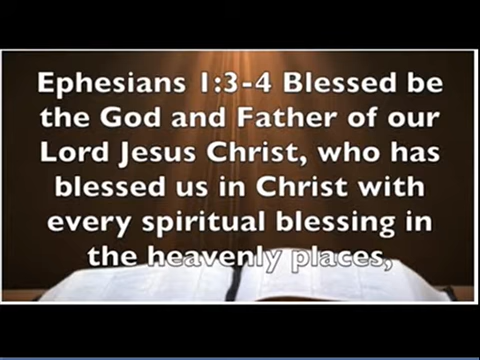 Ephesians 1:3-4 Blessed be
the God and Father of our
Lord Jesus Christ, who has
blessed us in Christ with
every spiritual blessing in
the heavenly places,